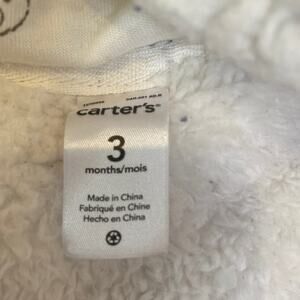 carter's
3
months/mois
Made in China
Fabriqué en Chine
Hecho en China